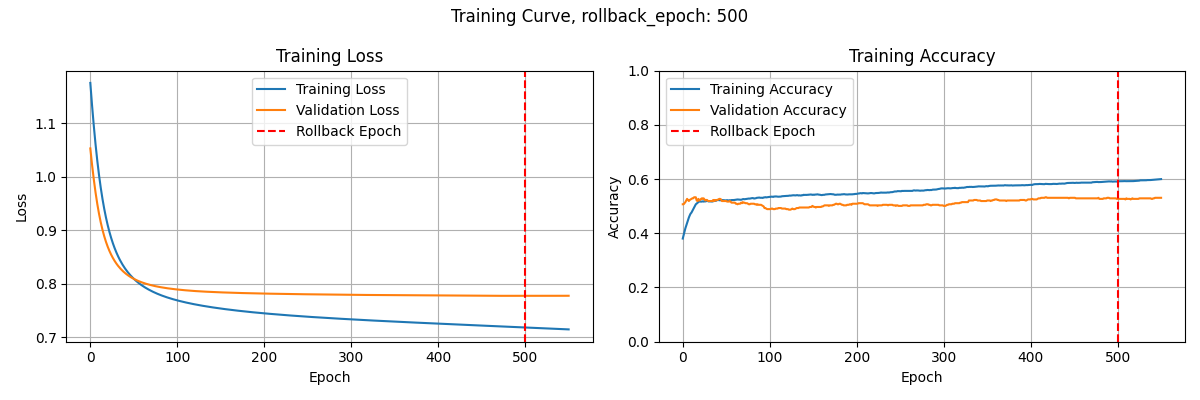 Training Curve, rollback_epoch: 500
Training Loss
Training Loss
Validation Loss
Rollback Epoch
1.1
1.0
0.9
0.8
0.7
Loss
0 100 200 300 400 500
Epoch
Training Accuracy
Training Accuracy
Validation Accuracy
Rollback Epoch
1.0
0.8
0.6
0.4
0.2
0.0
Accuracy
0 100 200 300 400 500
Epoch